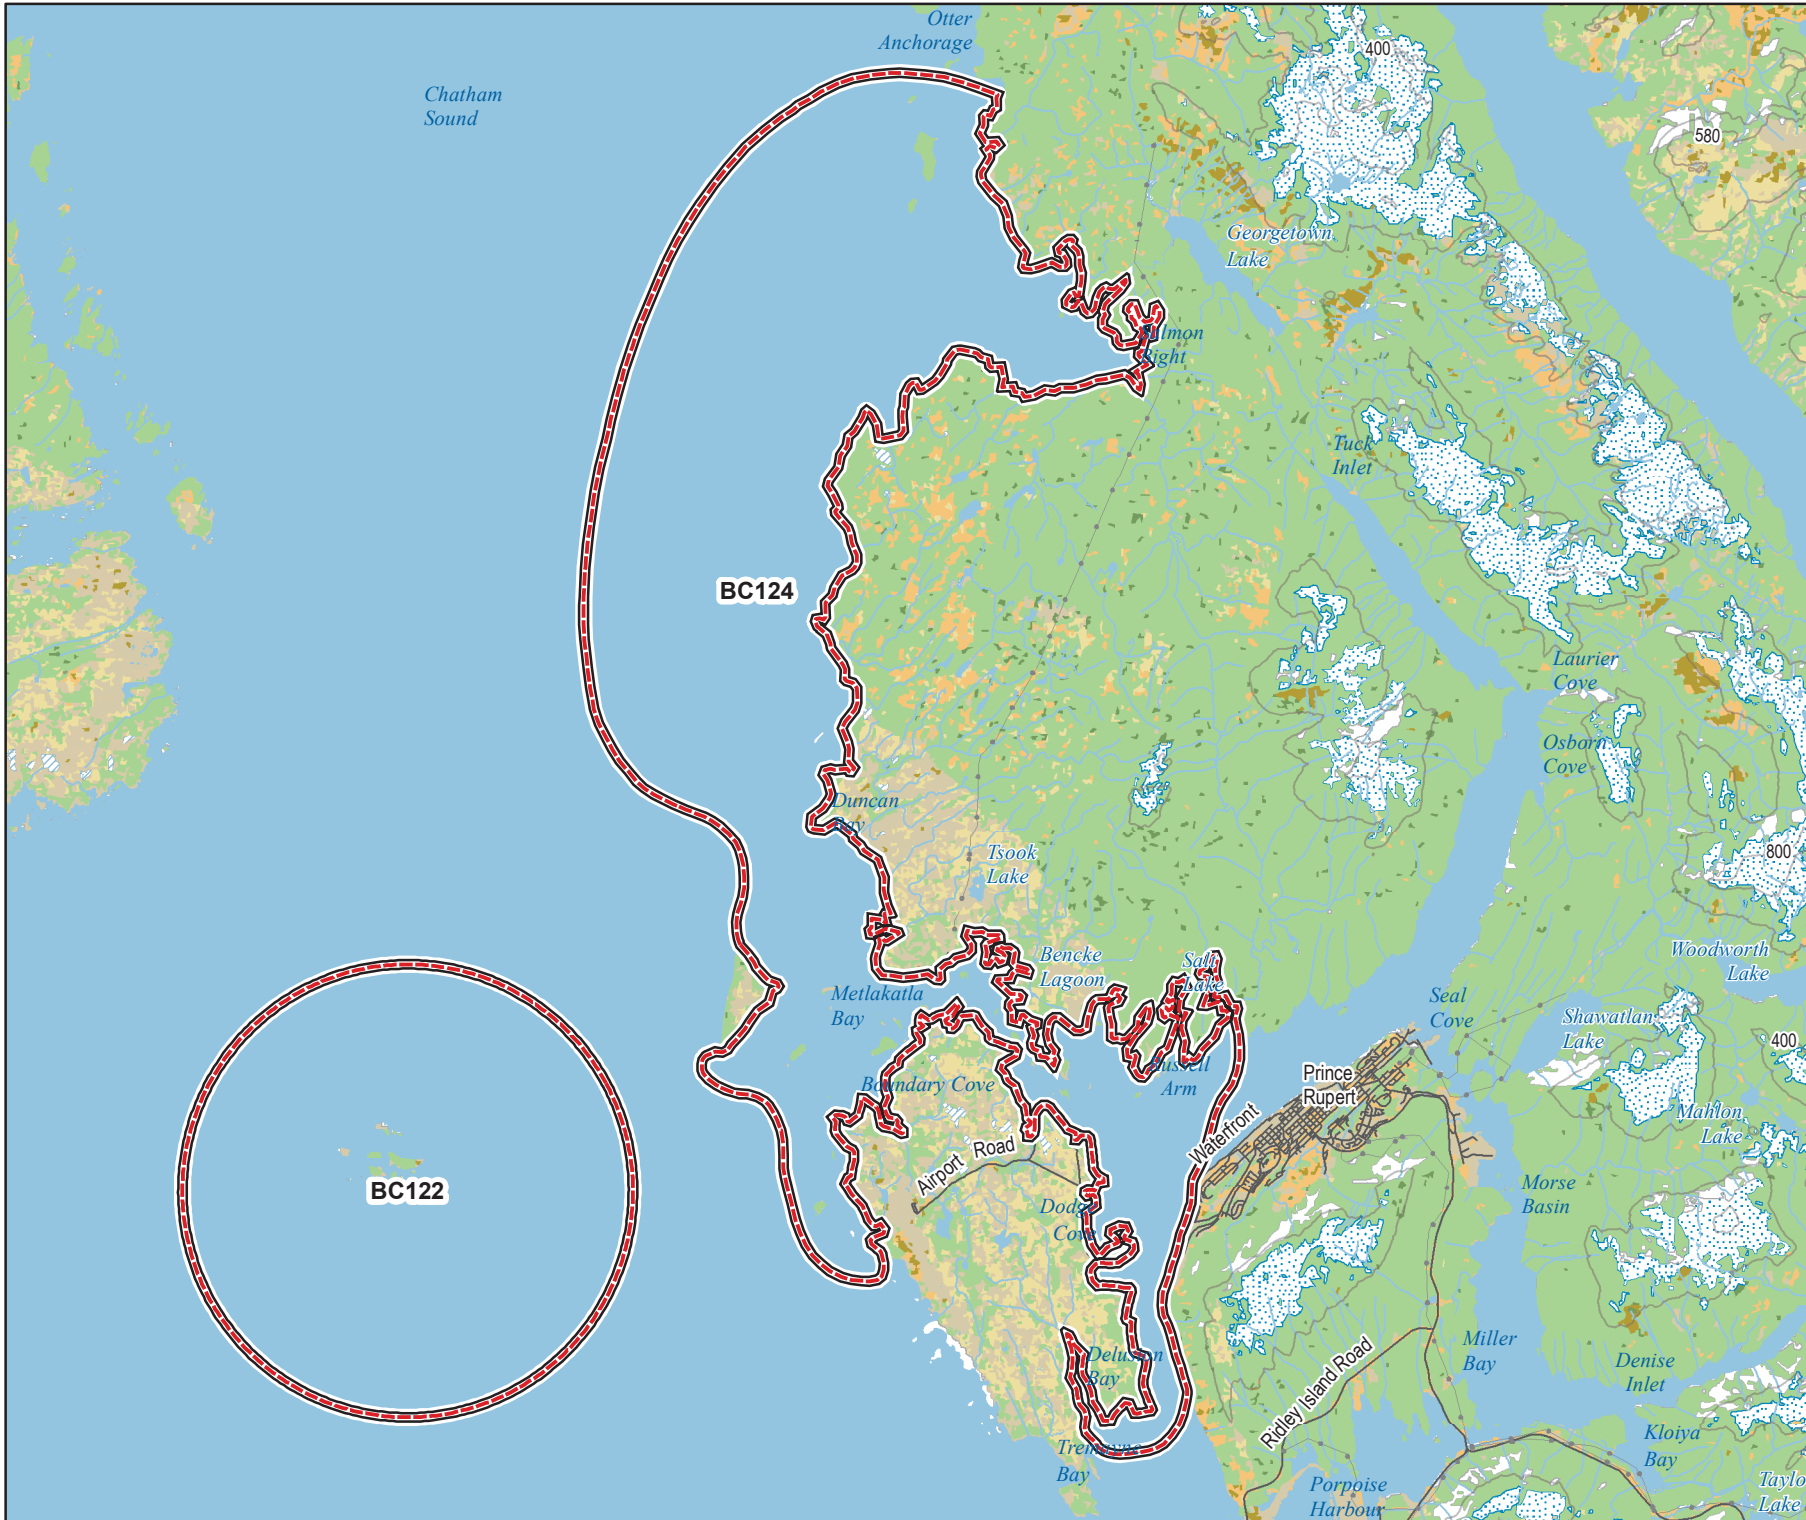 Otter
Anchorage
400
Chatham
Sound
580
Georgetown
Lake
Salmon
Bight
Tuck
Inlet
BC124
Laurier
Cove
Osborn
Cove
Duncan
Bay
Tsook
Lake
800
Bencke
Lagoon
Salt
Lake
Woodworth
Lake
Metlakatla
Bay
Seal
Cove
Shawatlan
Lake
400
Boundary Cove
Russell
Arm
Prince
Rupert
Mahlon
Lake
Waterfront
Airport Road
BC122
Morse
Basin
Dodge
Cove
Delusion
Bay
Miller
Bay
Denise
Inlet
Ridley Island Road
Tremayne
Bay
Kloiya
Bay
Porpoise
Harbour
Taylo
Lake